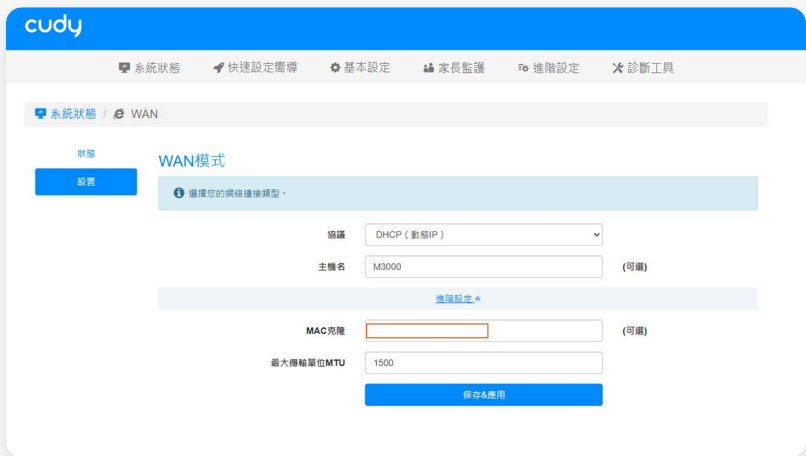 cudy
系統狀態 快速設定嚮導 基本設定 家長監護 進階設定 診斷工具
系統狀態 / WAN
狀態
設置
WAN模式
選擇您的網絡連接類型。
協議 DHCP（動態IP）
主機名 M3000 (可選)
進階設定
MAC克隆 (可選)
最大傳輸單位MTU 1500
保存&應用